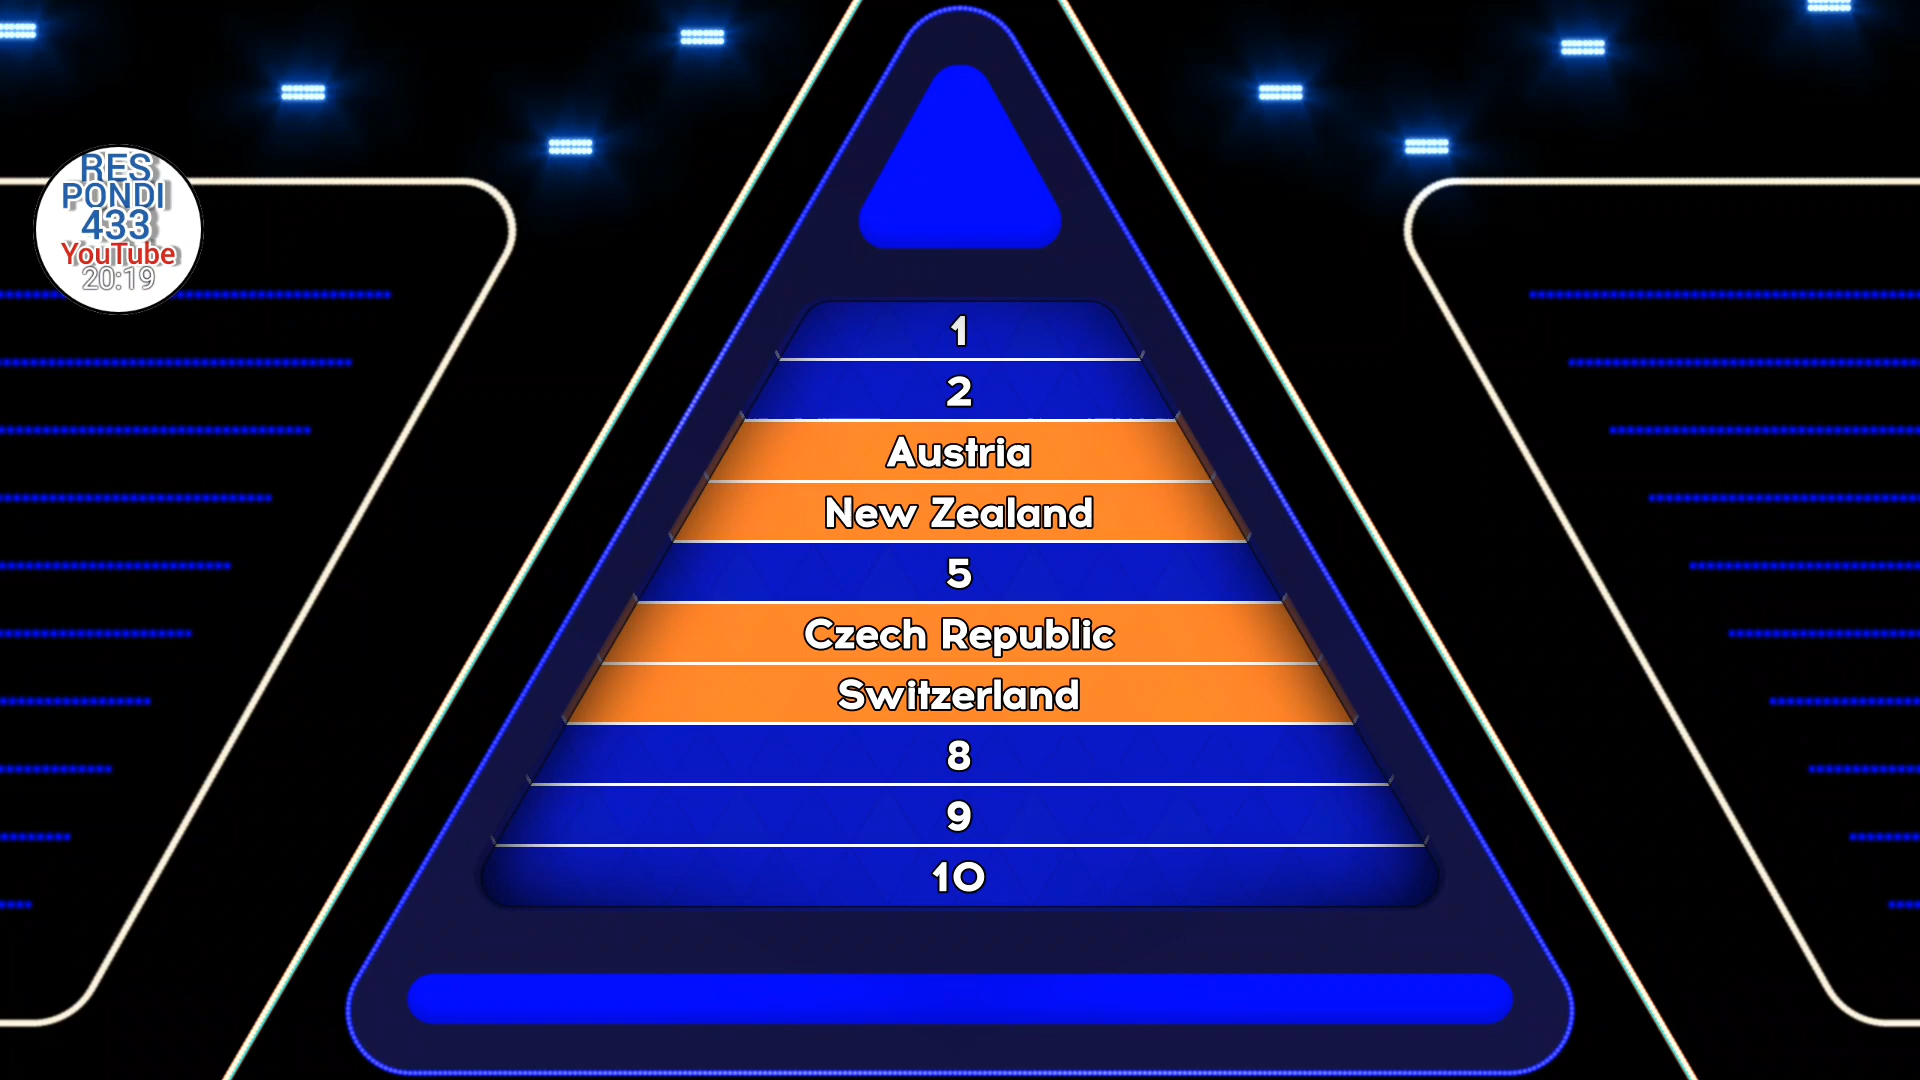 RES
PONDI
433
YouTube
20:19
1
2
Austria
New Zealand
5
Czech Republic
Switzerland
8
9
10